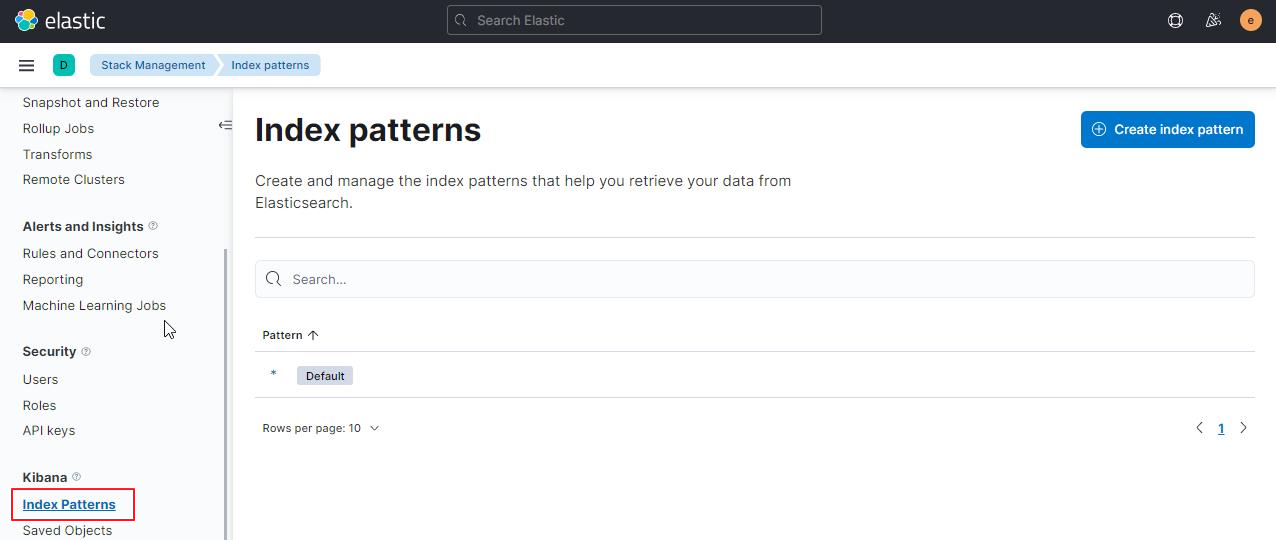 elastic
Search Elastic
e
D
Stack Management
Index patterns
Snapshot and Restore
Rollup Jobs
Transforms
Remote Clusters
Alerts and Insights
Rules and Connectors
Reporting
Machine Learning Jobs
Security
Users
Roles
API keys
Kibana
Index Patterns
Saved Objects
Index patterns
Create index pattern
Create and manage the index patterns that help you retrieve your data from
Elasticsearch.
Search...
Pattern
* Default
Rows per page: 10
1